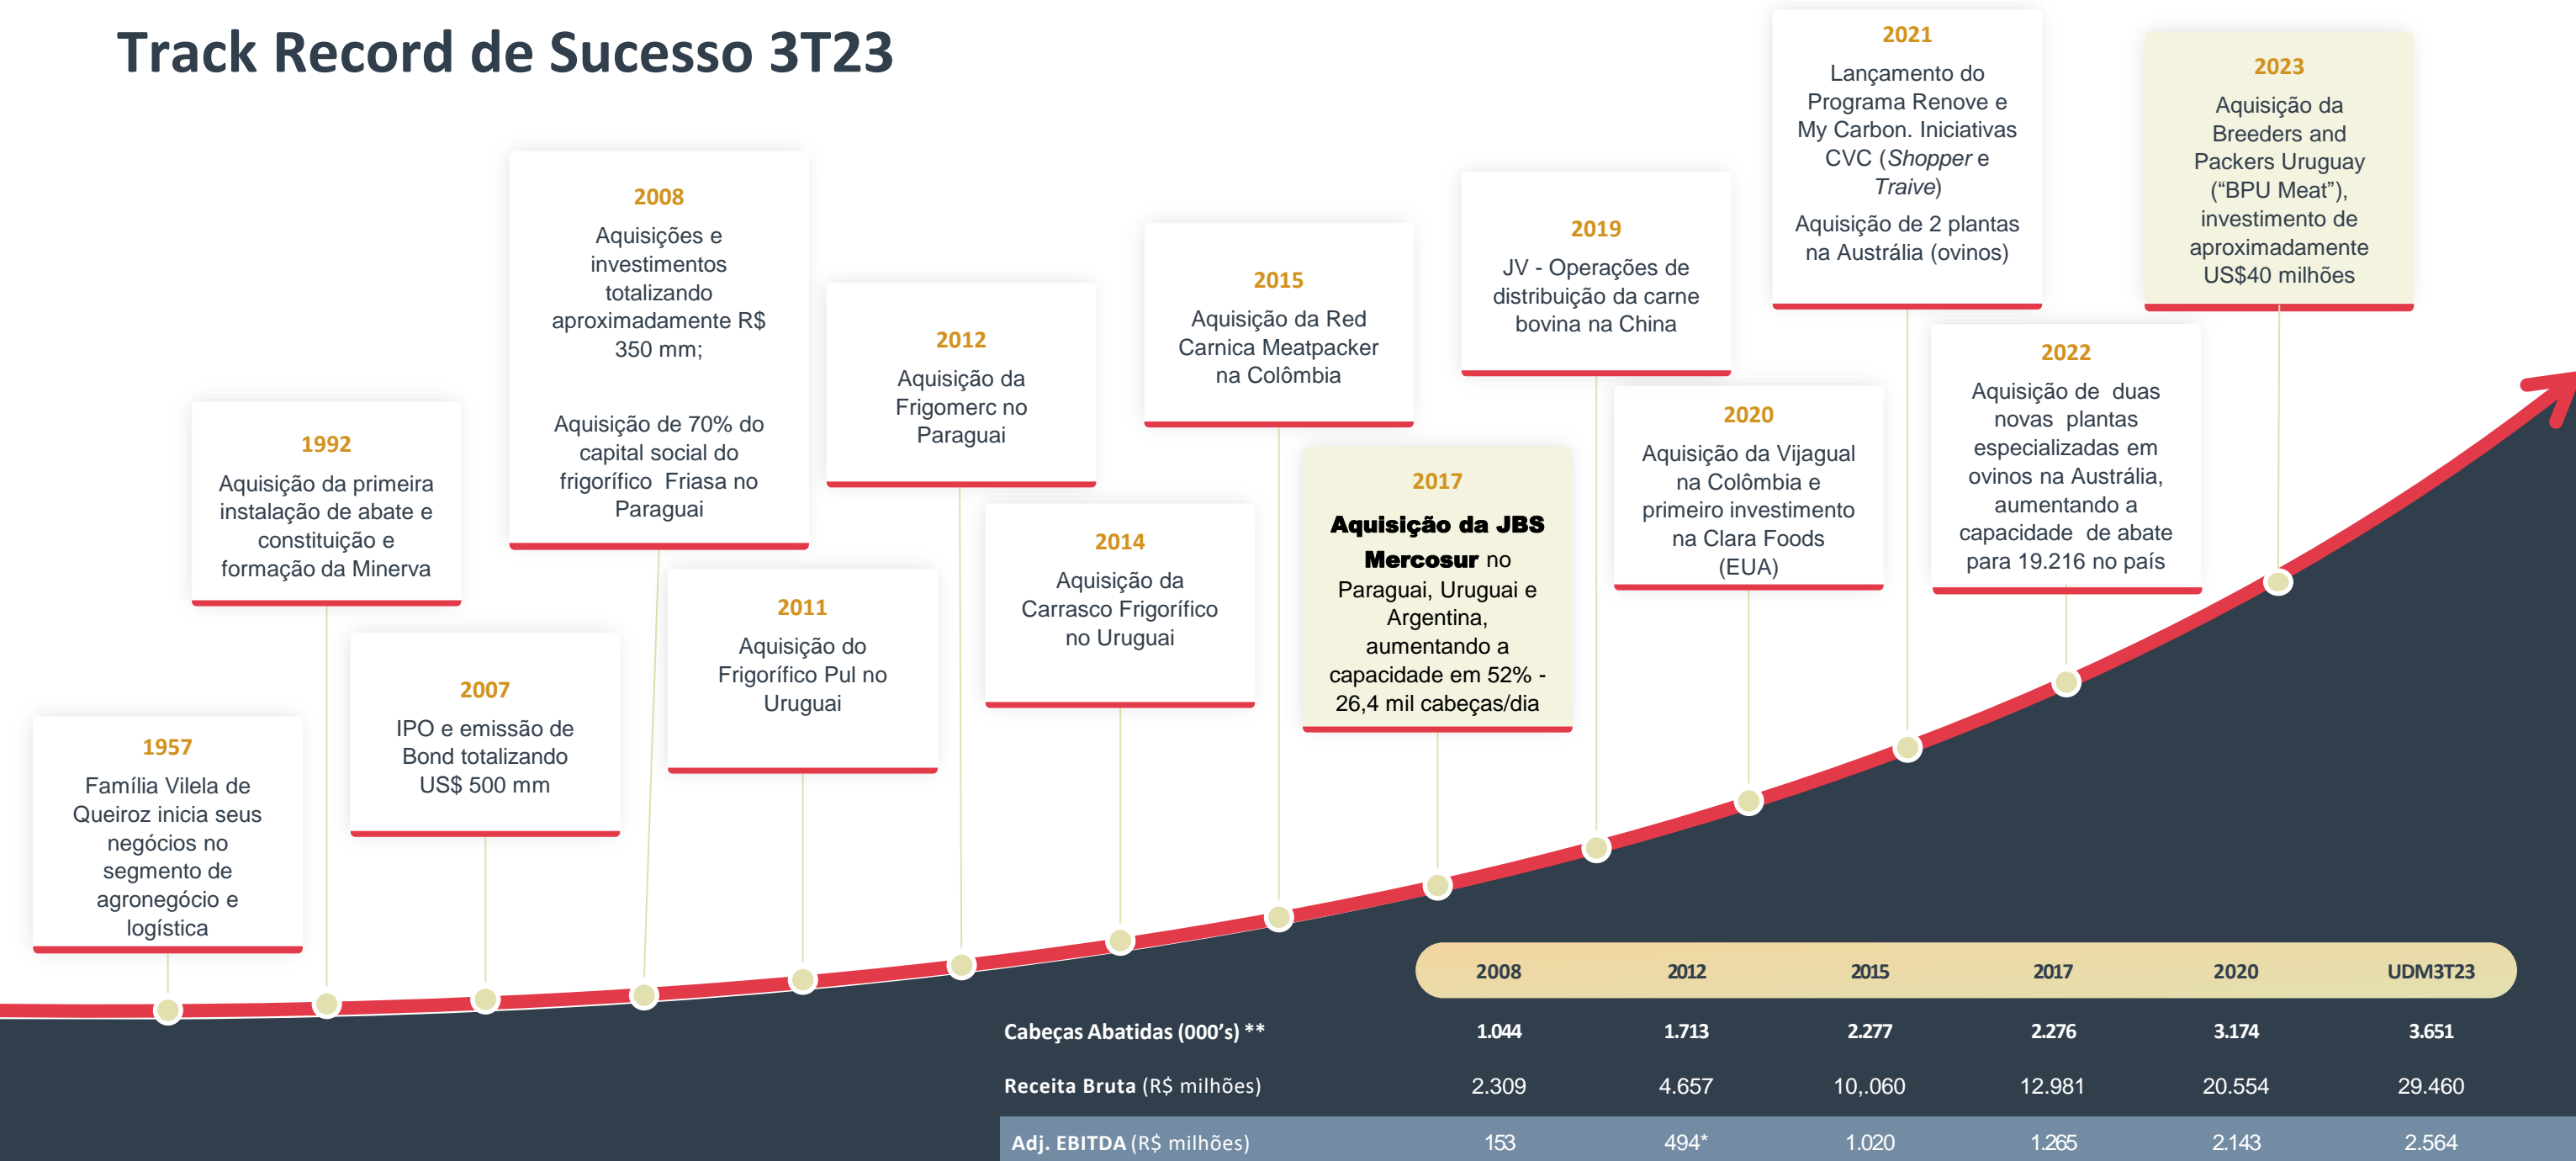 Track Record de Sucesso 3T23
1957
Família Vilela de
Queiroz inicia seus
negócios no
segmento de
agronegócio e
logística
1992
Aquisição da primeira
instalação de abate e
constituição e
formação da Minerva
2007
IPO e emissão de
Bond totalizando
US$ 500 mm
2008
Aquisições e
investimentos
totalizando
aproximadamente R$
350 mm;
Aquisição de 70% do
capital social do
frigorífico Friasa no
Paraguai
2011
Aquisição do
Frigorífico Pul no
Uruguai
2012
Aquisição da
Frigomerc no
Paraguai
2014
Aquisição da
Carrasco Frigorífico
no Uruguai
2015
Aquisição da Red
Carnica Meatpacker
na Colômbia
2017
Aquisição da JBS
Mercosur no
Paraguai, Uruguai e
Argentina,
aumentando a
capacidade em 52% -
26,4 mil cabeças/dia
2019
JV - Operações de
distribuição da carne
bovina na China
2020
Aquisição da Vijagual
na Colômbia e
primeiro investimento
na Clara Foods
(EUA)
2021
Lançamento do
Programa Renove e
My Carbon. Iniciativas
CVC (Shopper e
Traive)
Aquisição de 2 plantas
na Austrália (ovinos)
2022
Aquisição de duas
novas plantas
especializadas em
ovinos na Austrália,
aumentando a
capacidade de abate
para 19.216 no país
2023
Aquisição da
Breeders and
Packers Uruguay
(“BPU Meat”),
investimento de
aproximadamente
US$40 milhões
2008 2012 2015 2017 2020 UDM3T23
Cabeças Abatidas (000’s) ** 1.044 1.713 2.277 2.276 3.174 3.651
Receita Bruta (R$ milhões) 2.309 4.657 10,.060 12.981 20.554 29.460
Adj. EBITDA (R$ milhões) 153 494* 1.020 1.265 2.143 2.564